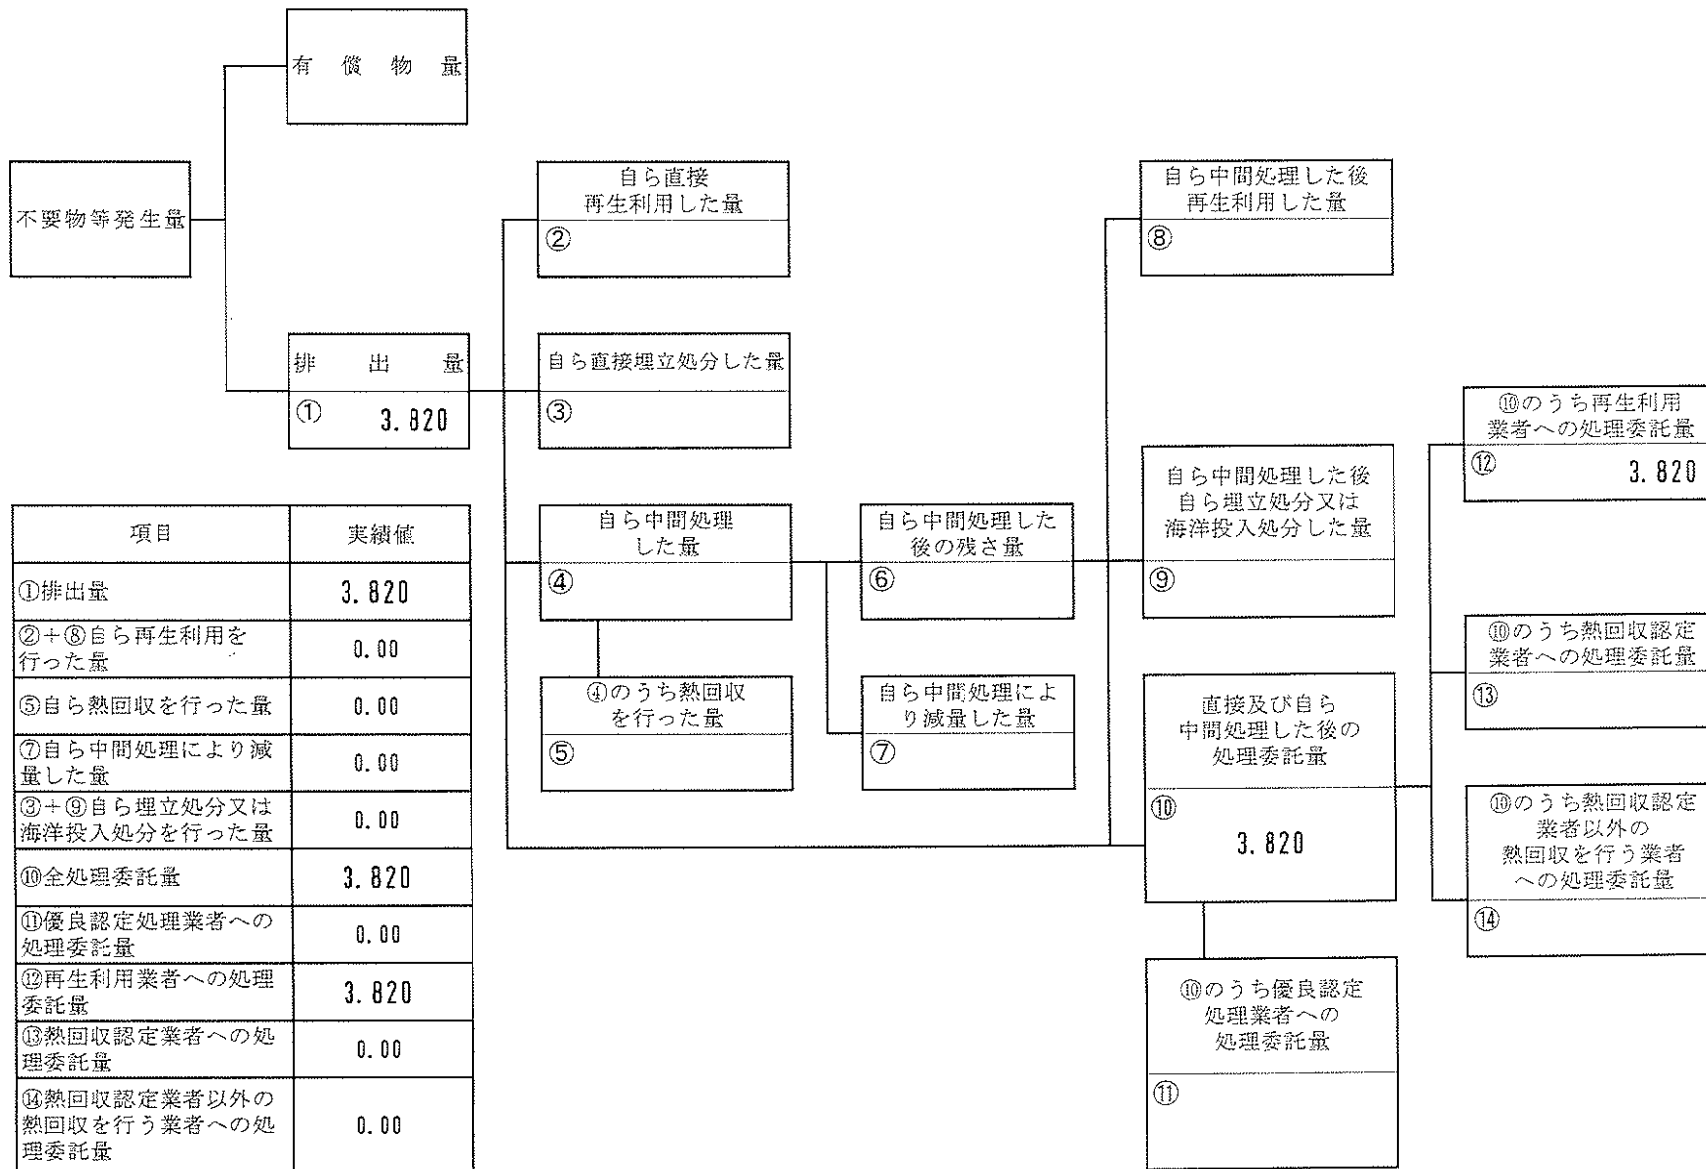 有償物量
不要物等発生量
排出量
① 3.820
自ら直接
再生利用した量
②
自ら直接埋立処分した量
③
自ら中間処理
した量
④
④のうち熱回収
を行った量
⑤
自ら中間処理した
後の残さ量
⑥
自ら中間処理によ
り減量した量
⑦
自ら中間処理した後
再生利用した量
⑧
自ら中間処理した後
自ら埋立処分又は
海洋投入処分した量
⑨
直接及び自ら
中間処理した後の
処理委託量
⑩
3.820
⑩のうち優良認定
処理業者への
処理委託量
⑪
⑩のうち再生利用
業者への処理委託量
⑫ 3.820
⑩のうち熱回収認定
業者への処理委託量
⑬
⑩のうち熱回収認定
業者以外の
熱回収を行う業者
への処理委託量
⑭
項目 実績値
①排出量 3.820
②+⑧自ら再生利用を
行った量 0.00
⑤自ら熱回収を行った量 0.00
⑦自ら中間処理により減
量した量 0.00
③+⑨自ら埋立処分又は
海洋投入処分を行った量 0.00
⑩全処理委託量 3.820
⑪優良認定処理業者への
処理委託量 0.00
⑫再生利用業者への処理
委託量 3.820
⑬熱回収認定業者への処
理委託量 0.00
⑭熱回収認定業者以外の
熱回収を行う業者への処
理委託量 0.00